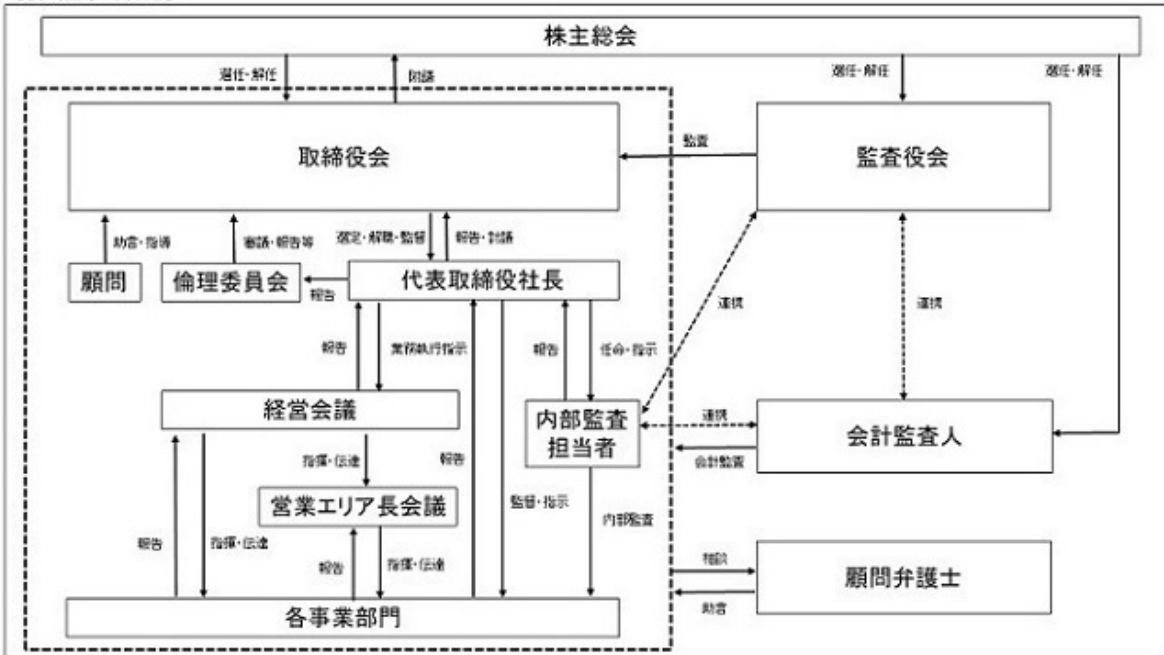 株主総会
選任・解任
附議
選任・解任
選任・解任
取締役会
監査
監査役会
助言・指導
審議・報告等
選定・解職・監督
報告・討議
顧問
倫理委員会
報告
代表取締役社長
連携
連携
報告
業務執行指示
報告
任命・指示
経営会議
内部監査
担当者
連携
会計監査
会計監査人
指揮・伝達
報告
営業エリア長会議
監督・指示
内部監査
報告
指揮・伝達
報告
指揮・伝達
相談
助言
顧問弁護士
各事業部門